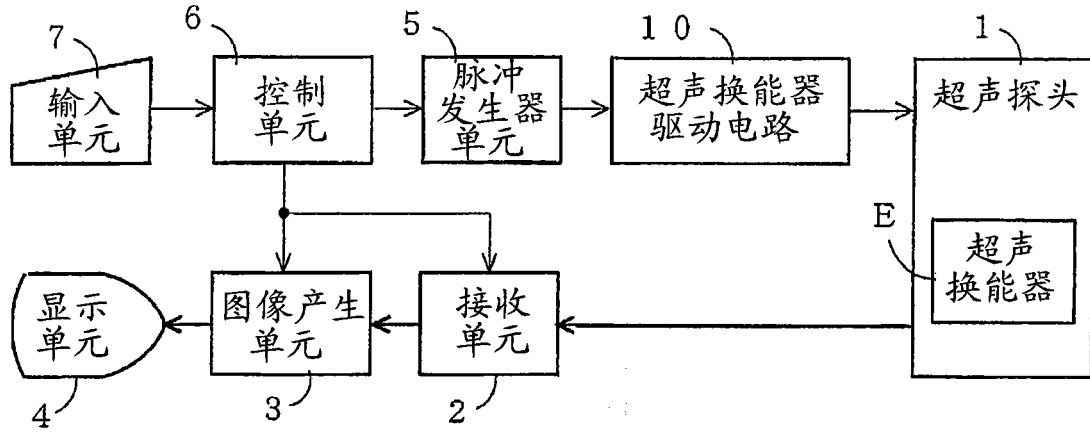 7
6
5
10
1
输入
单元
控制
单元
脉冲
发生器
单元
超声换能器
驱动电路
超声探头
E
超声
换能器
显示
单元
图像产生
单元
接收
单元
4
3
2